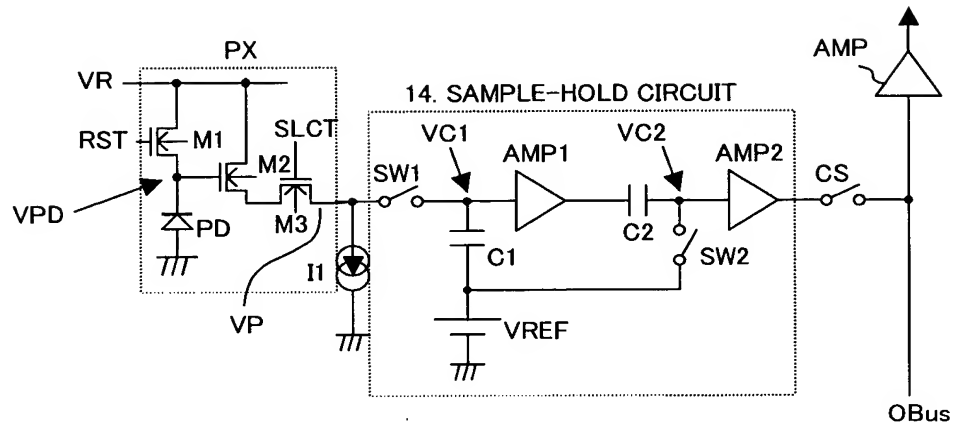 PX
AMP
VR
14. SAMPLE-HOLD CIRCUIT
SLCT
RST
M1
VC1
VC2
M2
SW1
AMP1
AMP2
CS
VPD
PD
M3
C1
C2
SW2
I1
VP
VREF
OBus